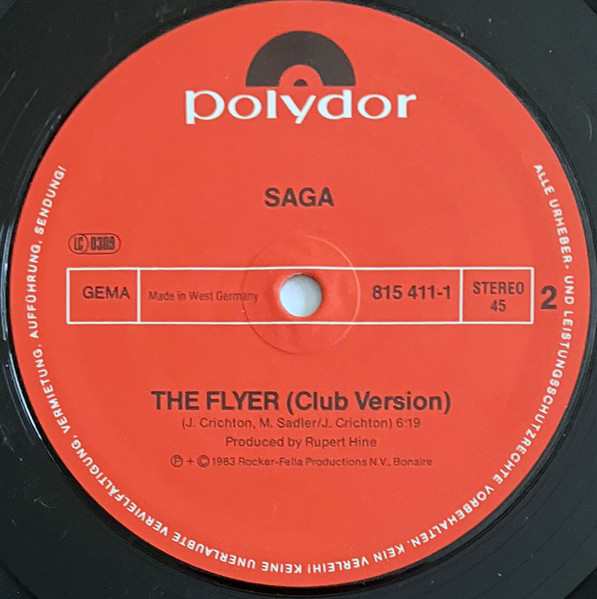 polydor
SAGA
LC 0309
GEMA
Made in West Germany
815 411-1
STEREO
45
2
THE FLYER (Club Version)
(J. Crichton, M. Sadler/J. Crichton) 6:19
Produced by Rupert Hine
℗ + © 1983 Rocker-Fella Productions N.V., Bonaire
ALLE URHEBER- UND LEISTUNGSSCHUTZRECHTE VORBEHALTEN. KEIN VERLEIH! KEINE UNERLAUBTE VERVIELFÄLTIGUNG, VERMIETUNG, AUFFÜHRUNG, SENDUNG!